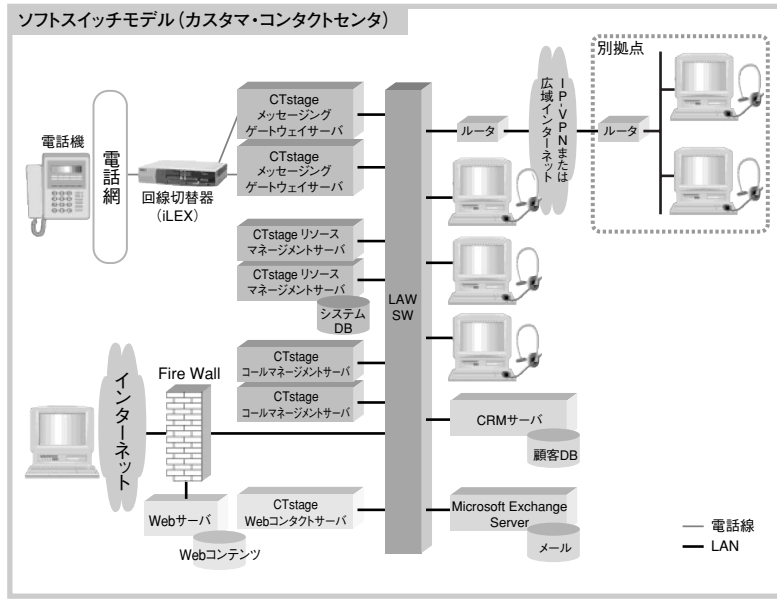 ソフトスイッチモデル（カスタマ・コンタクトセンタ）
電話機
電話網
回線切替器
（iLEX）
CTstage
メッセージング
ゲートウェイサーバ
CTstage
メッセージング
ゲートウェイサーバ
CTstage リソース
マネージメントサーバ
CTstage リソース
マネージメントサーバ
システム
DB
CTstage
コールマネージメントサーバ
CTstage
コールマネージメントサーバ
CTstage
Webコンタクトサーバ
LAW
SW
ルータ
IP-VPNまたは
広域インターネット
別拠点
ルータ
インターネット
Fire Wall
Webサーバ
Webコンテンツ
CRMサーバ
顧客DB
Microsoft Exchange
Server
メール
電話線
LAN